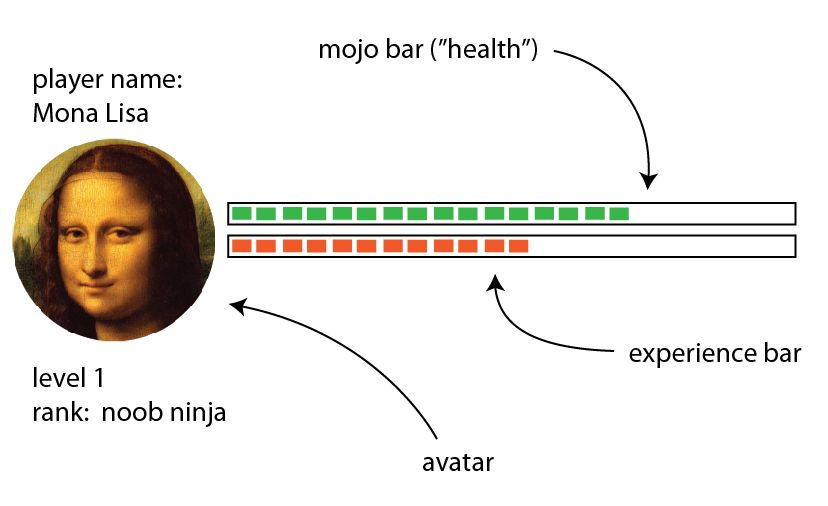 mojo bar (”health”)
player name:
Mona Lisa
experience bar
level 1
rank:  noob ninja
avatar